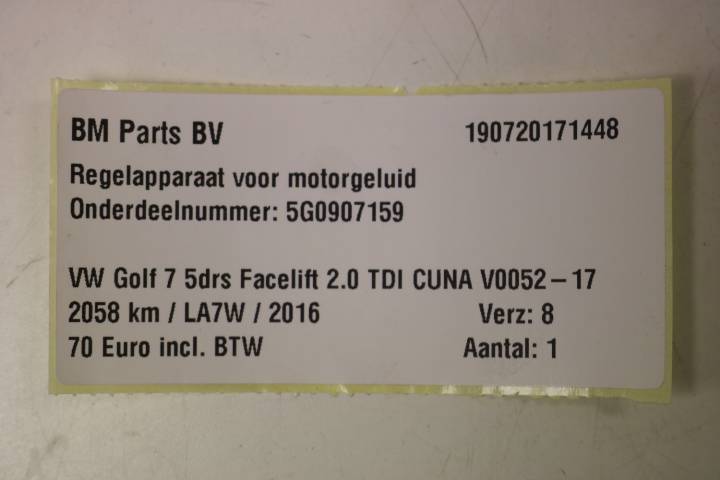 BM Parts BV 190720171448
Regelapparaat voor motorgeluid
Onderdeelnummer: 5G0907159
VW Golf 7 5drs Facelift 2.0 TDI CUNA V0052-17
2058 km / LA7W / 2016 Verz: 8
70 Euro incl. BTW Aantal: 1